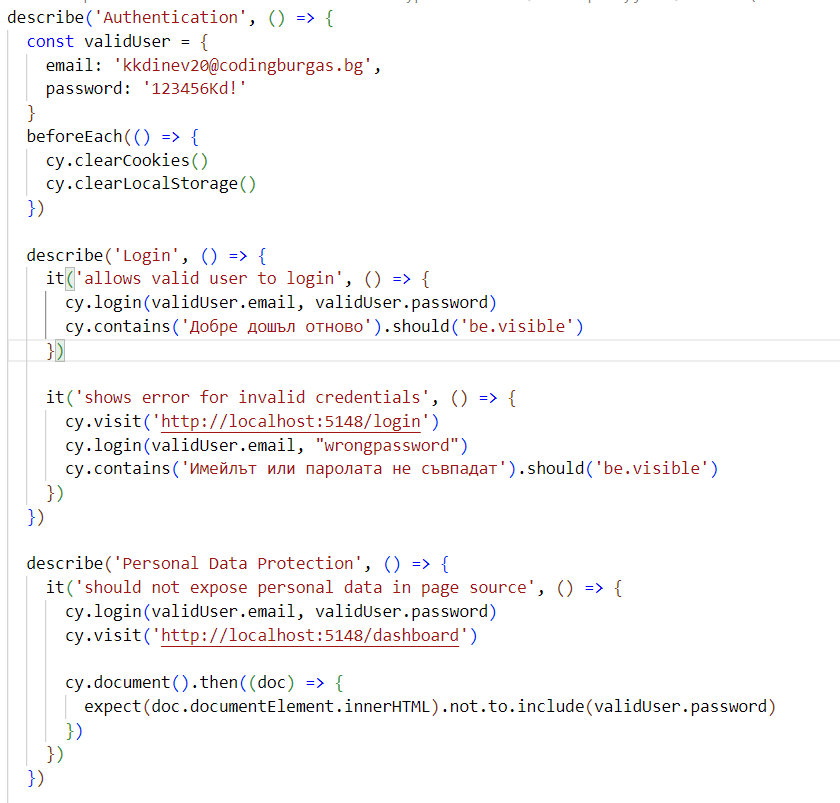 describe('Authentication', () => {
  const validUser = {
    email: 'kkdinev20@codingburgas.bg',
    password: '123456Kd!'
  }
  beforeEach(() => {
    cy.clearCookies()
    cy.clearLocalStorage()
  })

  describe('Login', () => {
    it('allows valid user to login', () => {
      cy.login(validUser.email, validUser.password)
      cy.contains('Добре дошъл отново').should('be.visible')
    })

    it('shows error for invalid credentials', () => {
      cy.visit('http://localhost:5148/login')
      cy.login(validUser.email, "wrongpassword")
      cy.contains('Имейлът или паролата не съвпадат').should('be.visible')
    })
  })

  describe('Personal Data Protection', () => {
    it('should not expose personal data in page source', () => {
      cy.login(validUser.email, validUser.password)
      cy.visit('http://localhost:5148/dashboard')

      cy.document().then((doc) => {
        expect(doc.documentElement.innerHTML).not.to.include(validUser.password)
      })
    })
  })